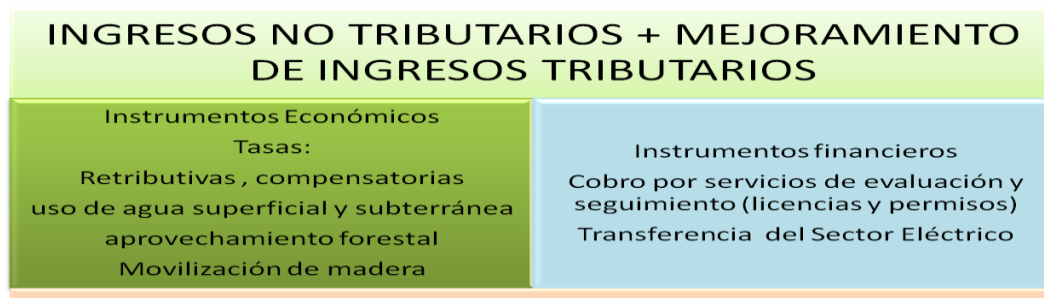 INGRESOS NO TRIBUTARIOS + MEJORAMIENTO
DE INGRESOS TRIBUTARIOS
Instrumentos Económicos
Tasas:
Retributivas , compensatorias
uso de agua superficial y subterránea
aprovechamiento forestal
Movilización de madera
Instrumentos financieros
Cobro por servicios de evaluación y
seguimiento (licencias y permisos)
Transferencia del Sector Eléctrico